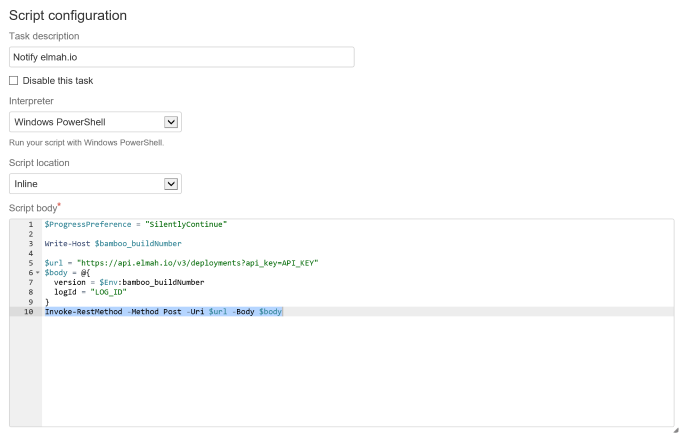 Script configuration
Task description
Notify elmah.io
Disable this task
Interpreter
Windows PowerShell
Run your script with Windows PowerShell.
Script location
Inline
Script body*
1 $ProgressPreference = "SilentlyContinue"
2
3 Write-Host $bamboo_buildNumber
4
5 $url = "https://api.elmah.io/v3/deployments?api_key=API_KEY"
6 $body = @{
7   version = $Env:bamboo_buildNumber
8   logId = "LOG_ID"
9 }
10 Invoke-RestMethod -Method Post -Uri $url -Body $body